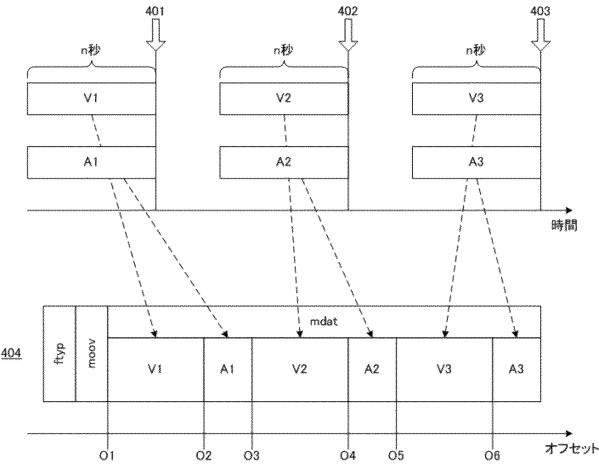 401 402 403
n秒 n秒 n秒
V1 V2 V3
A1 A2 A3
時間
mdat
404 ftyp moov V1 A1 V2 A2 V3 A3
O1 O2 O3 O4 O5 O6 オフセット